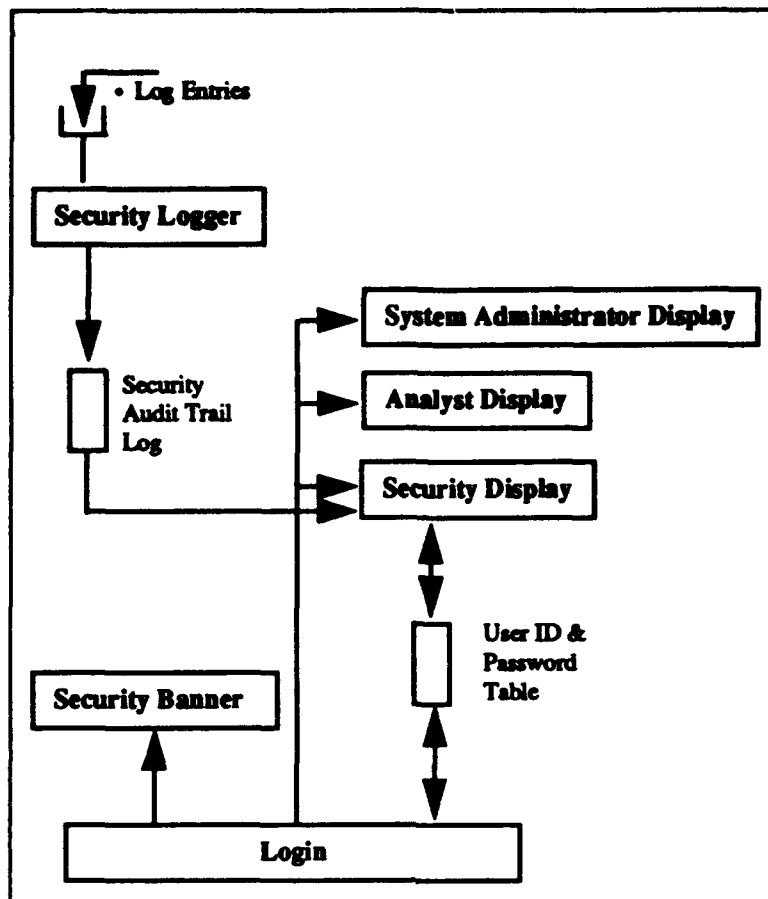 • Log Entries
Security Logger
System Administrator Display
Security
Audit Trail
Log
Analyst Display
Security Display
User ID &
Password
Table
Security Banner
Login